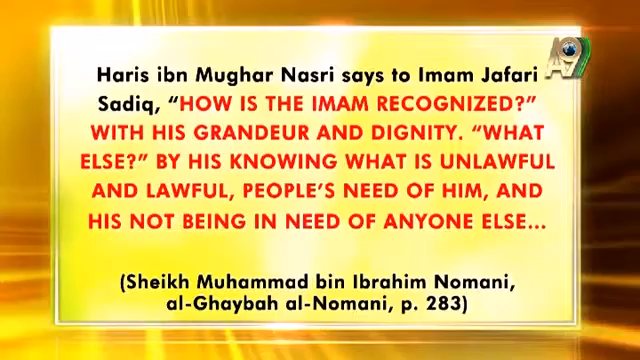 Haris ibn Mughar Nasri says to Imam Jafari
Sadiq, “HOW IS THE IMAM RECOGNIZED?”
WITH HIS GRANDEUR AND DIGNITY. “WHAT
ELSE?” BY HIS KNOWING WHAT IS UNLAWFUL
AND LAWFUL, PEOPLE’S NEED OF HIM, AND
HIS NOT BEING IN NEED OF ANYONE ELSE...
(Sheikh Muhammad bin Ibrahim Nomani,
al-Ghaybah al-Nomani, p. 283)
A9